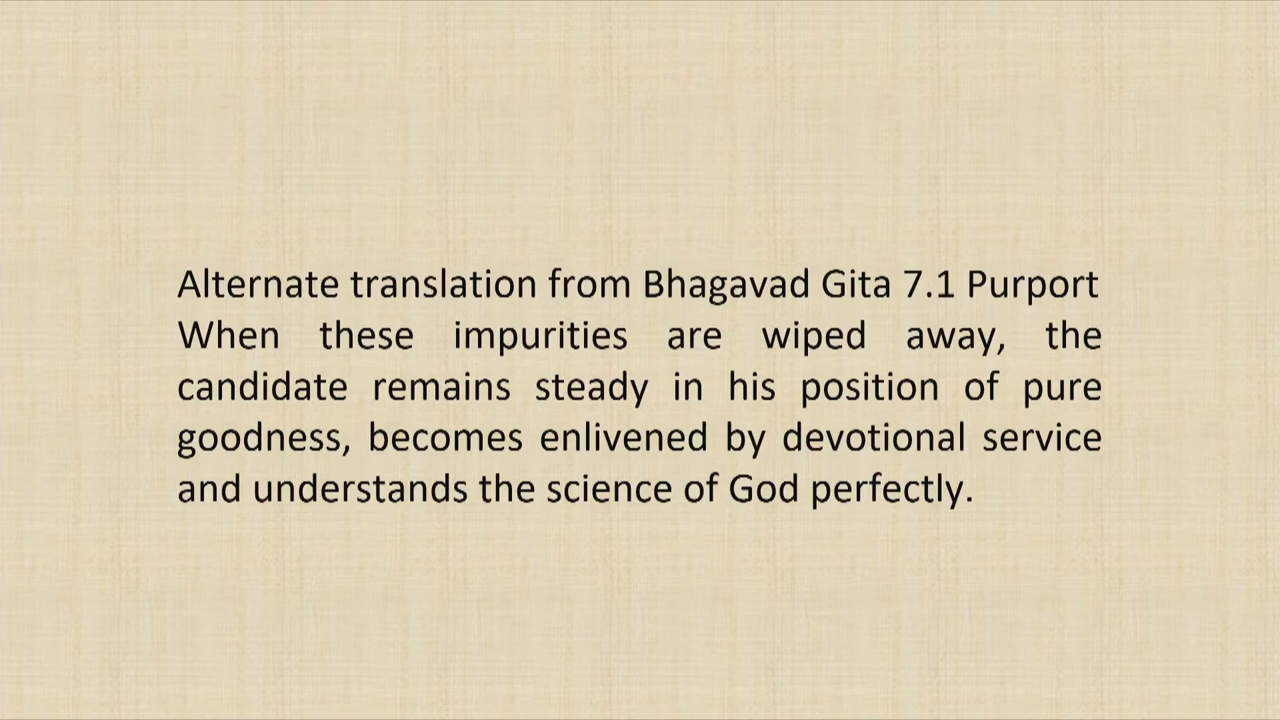 Alternate translation from Bhagavad Gita 7.1 Purport
When these impurities are wiped away, the
candidate remains steady in his position of pure
goodness, becomes enlivened by devotional service
and understands the science of God perfectly.